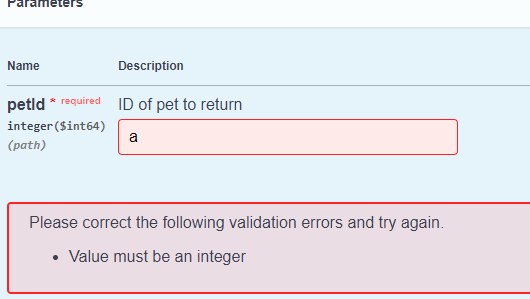 Parameters
Name Description
petId * required ID of pet to return
integer($int64)
a
(path)
Please correct the following validation errors and try again.
• Value must be an integer